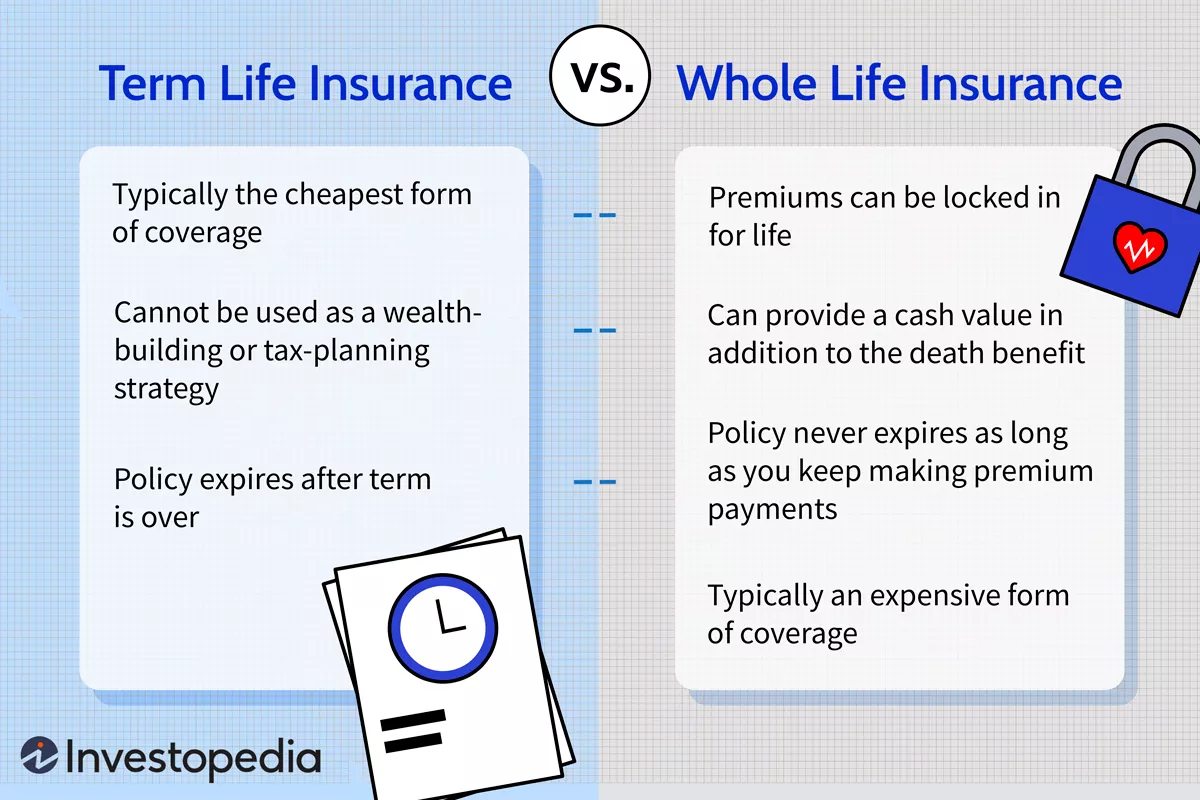 Term Life Insurance
VS.
Whole Life Insurance
Typically the cheapest form
of coverage
Cannot be used as a wealth-
building or tax-planning
strategy
Policy expires after term
is over
Premiums can be locked in
for life
Can provide a cash value in
addition to the death benefit
Policy never expires as long
as you keep making premium
payments
Typically an expensive form
of coverage
Investopedia